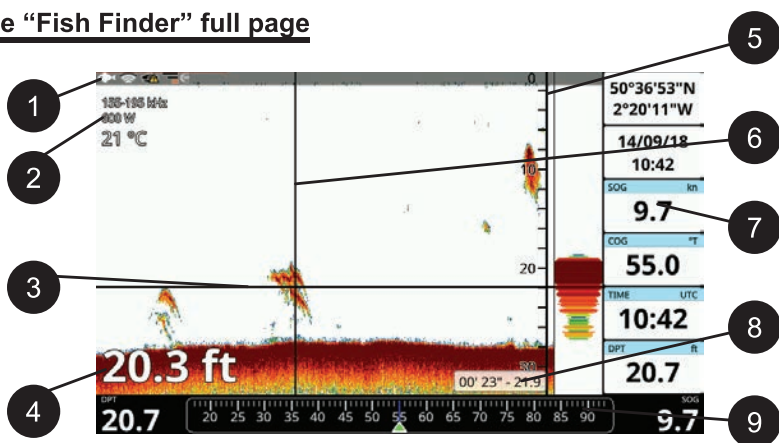 e “Fish Finder” full page
5
1
0
50°36'53"N
2°20'11"W
155-195 kHz
600 W
21 °C
2
10
14/09/18
10:42
6
SOG kn
9.7
7
COG °T
55.0
3
20
TIME UTC
10:42
8
20.3 ft
30
00' 23" - 21.9
DPT ft
20.7
4
DPT
20.7
20 25 30 35 40 45 50 55 60 65 70 75 80 85 90
SOG
9.7
9